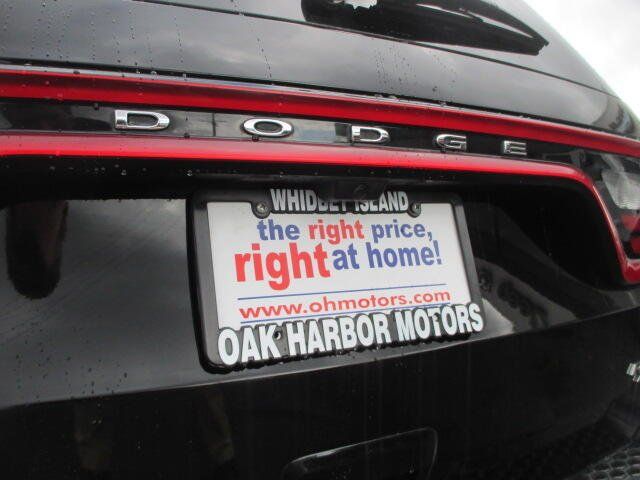 DODGE
WHIDBEY ISLAND
the right price,
right at home!
www.ohmotors.com
OAK HARBOR MOTORS